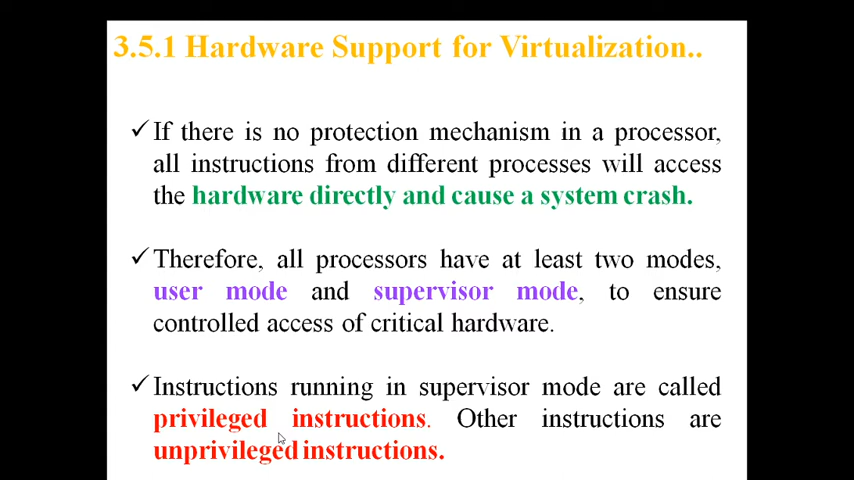 3.5.1 Hardware Support for Virtualization..
✓ If there is no protection mechanism in a processor,
all instructions from different processes will access
the hardware directly and cause a system crash.
✓ Therefore, all processors have at least two modes,
user mode and supervisor mode, to ensure
controlled access of critical hardware.
✓ Instructions running in supervisor mode are called
privileged instructions. Other instructions are
unprivileged instructions.